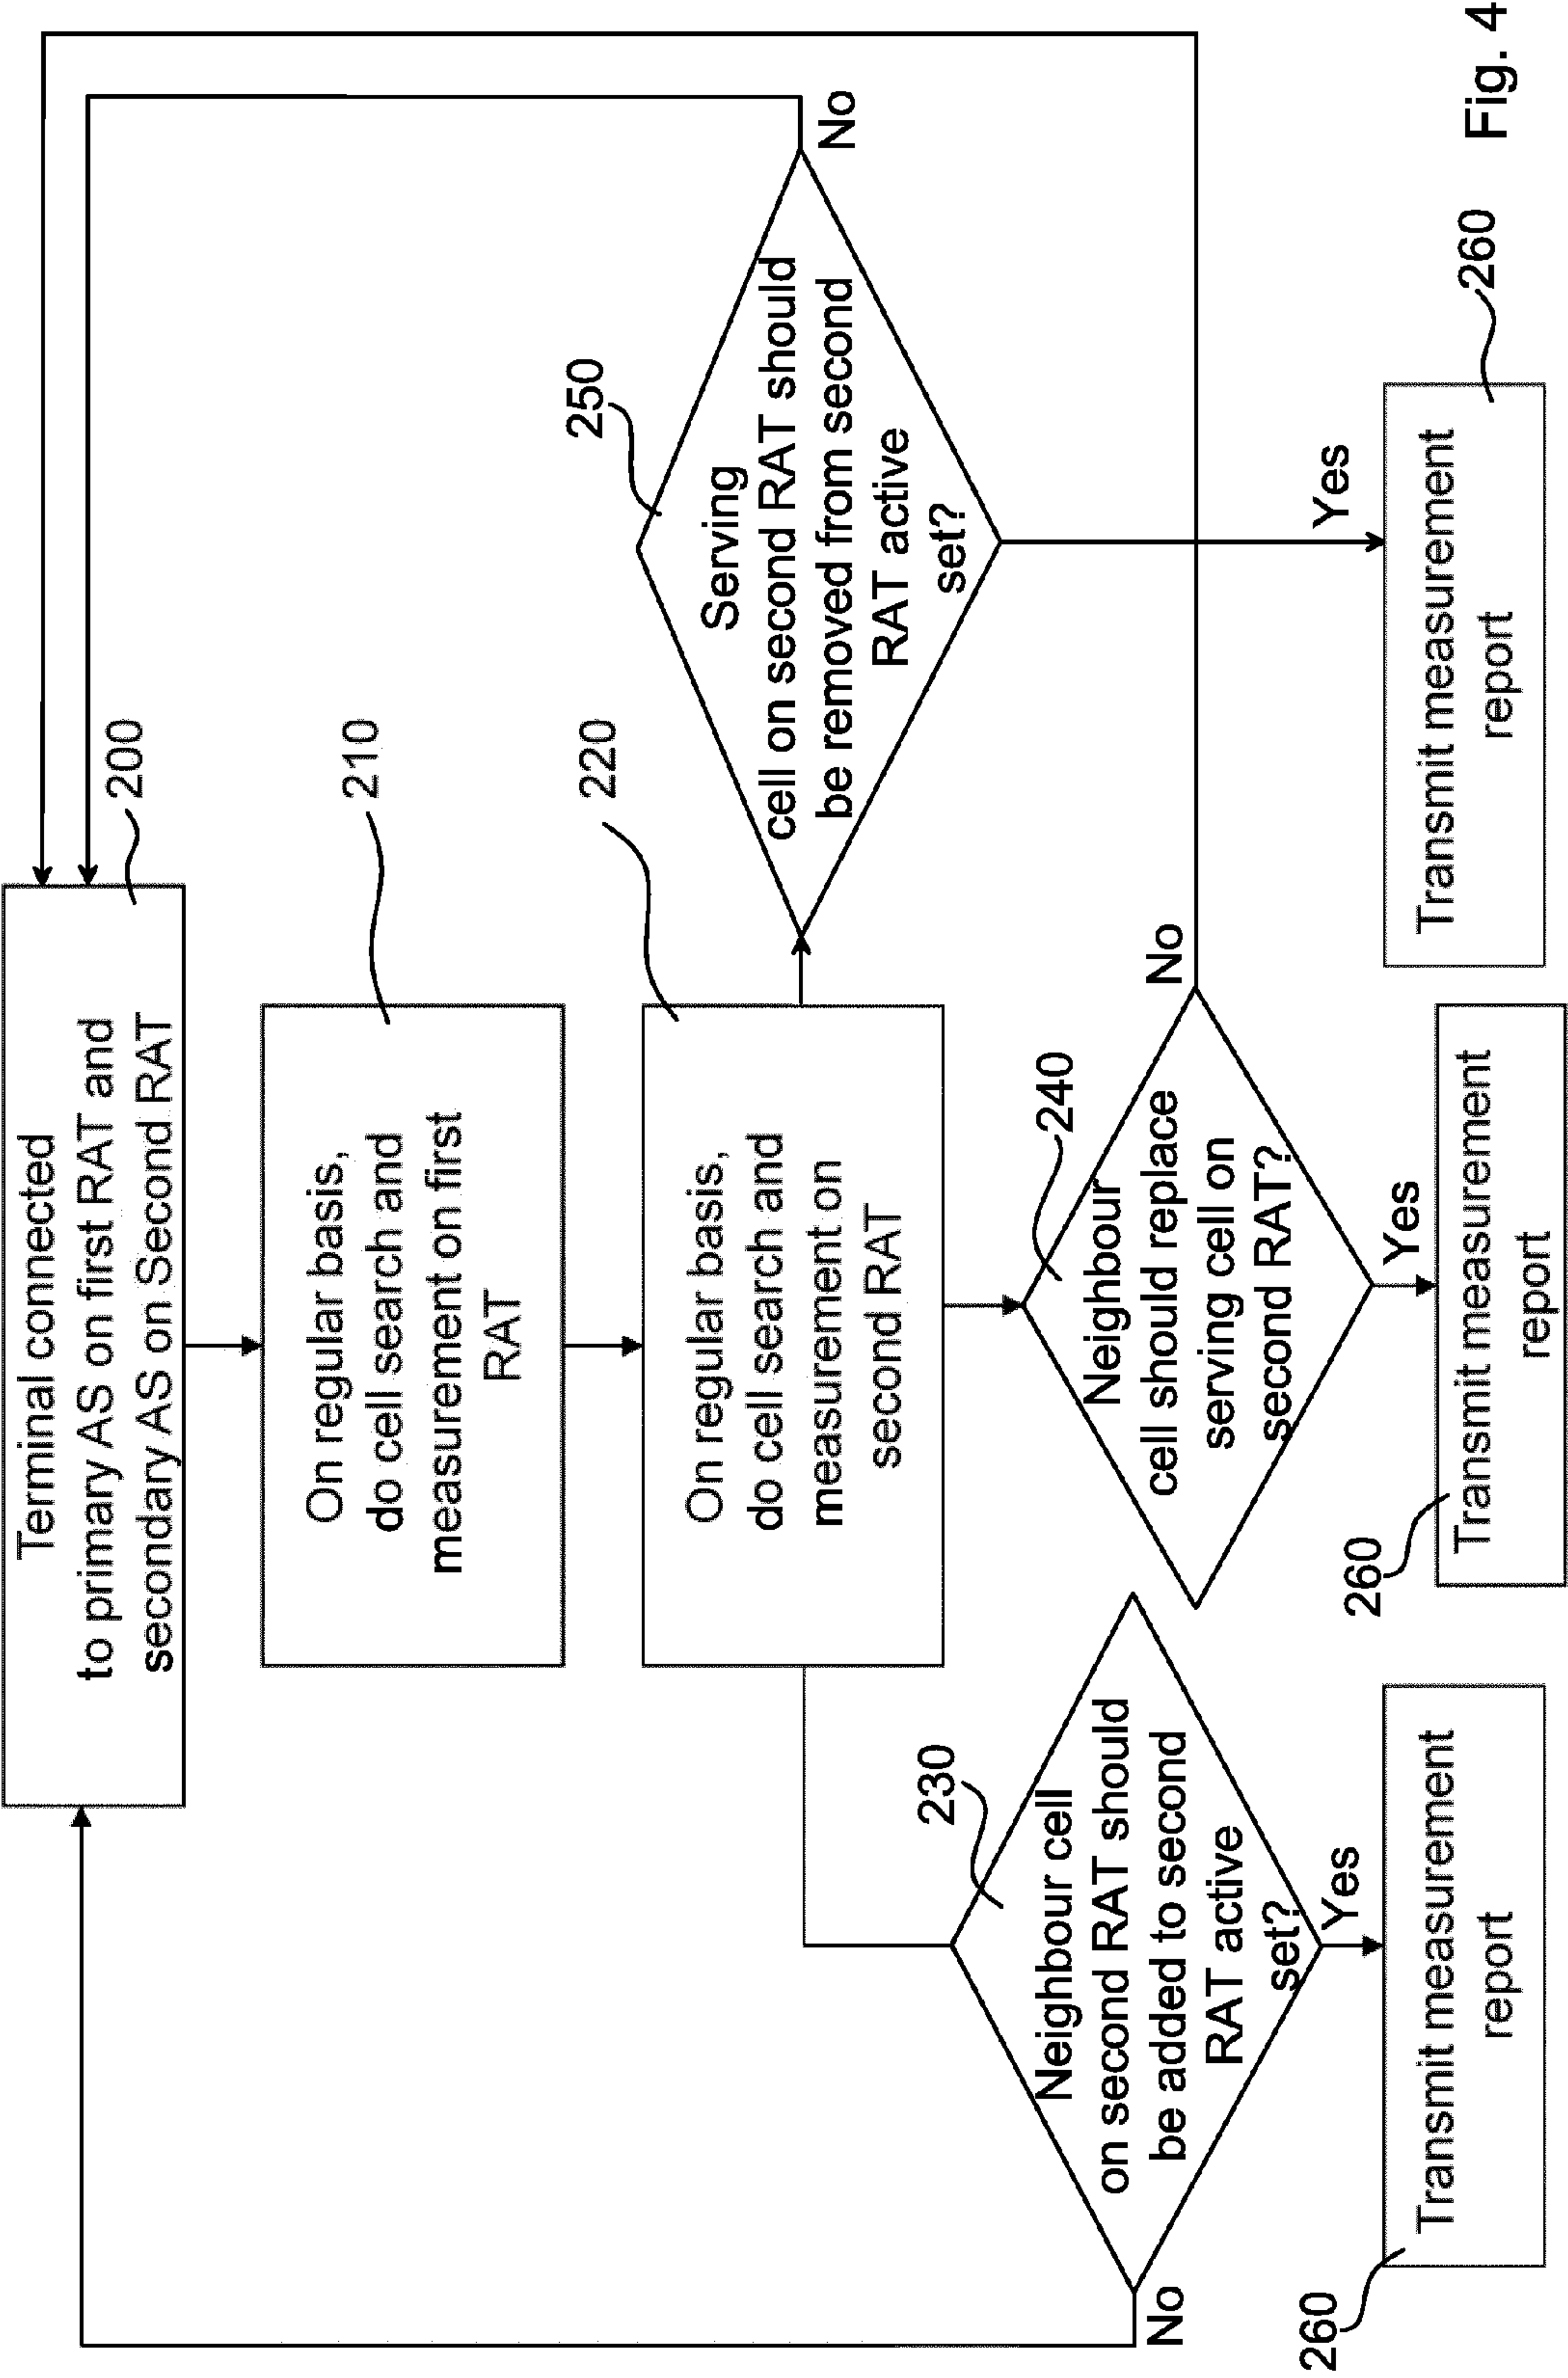 Terminal connected
to primary AS on first RAT and
secondary AS on Second RAT
200
On regular basis,
do cell search and
measurement on first
RAT
210
On regular basis,
do cell search and
measurement on
second RAT
220
230
Neighbour cell
on second RAT should
be added to second
RAT active
set?
No
Yes
240
Neighbour
cell should replace
serving cell on
second RAT?
No
Yes
250
Serving
cell on second RAT should
be removed from second
RAT active
set?
No
Yes
260
Transmit measurement
report
260
Transmit measurement
report
260
Transmit measurement
report
Fig. 4